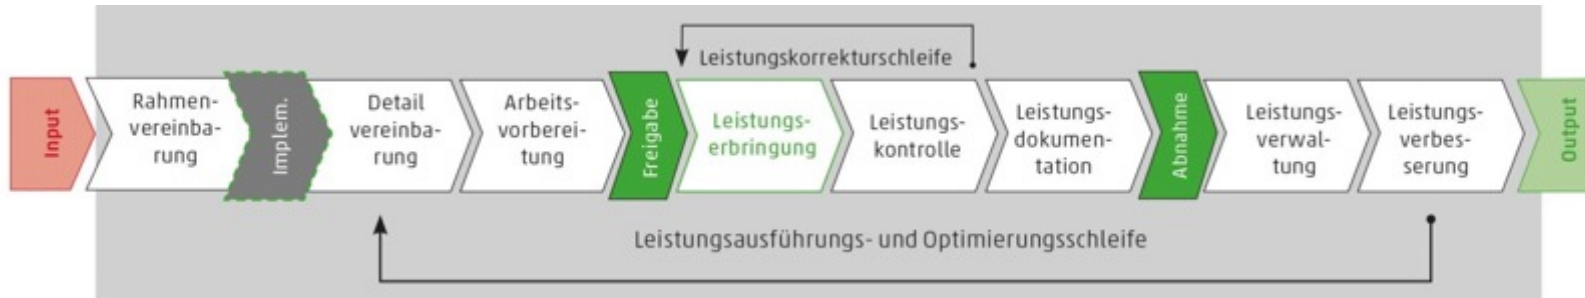 Leistungskorrekturschleife
Input
Rahmen-
vereinba-
rung
Implem.
Detail
vereinba-
rung
Arbeits-
vorberei-
tung
Freigabe
Leistungs-
erbringung
Leistungs-
kontrolle
Leistungs-
dokumen-
tation
Abnahme
Leistungs-
verwal-
tung
Leistungs-
verbes-
serung
Output
Leistungsausführungs- und Optimierungsschleife